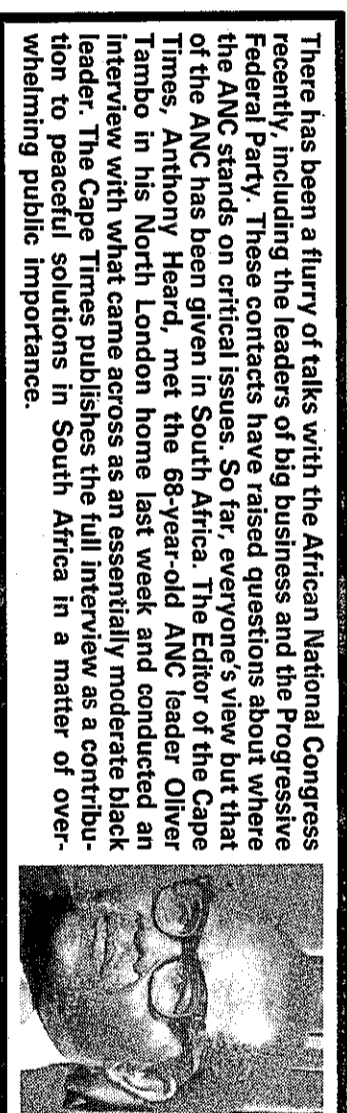 There has been a flurry of talks with the African National Congress
recently, including the leaders of big business and the Progressive
Federal Party. These contacts have raised questions about where
the ANC stands on critical issues. So far, everyone's view but that
of the ANC has been given in South Africa. The Editor of the Cape
Times, Anthony Heard, met the 68-year-old ANC leader Oliver
Tambo in his North London home last week and conducted an
interview with what came across as an essentially moderate black
leader. The Cape Times publishes the full interview as a contribu-
tion to peaceful solutions in South Africa in a matter of over-
whelming public importance.